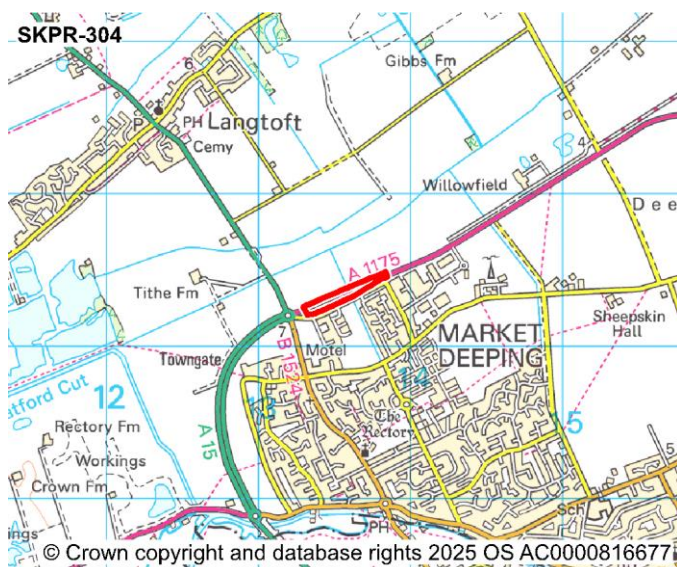 SKPR-304
6
Gibbs Fm
P
PH
Langtoft
Cemy
4
Willowfield
Dee
A 1175
Tithe Fm
7
Motel
MARKET
DEEPING
Sheepskin
Hall
Towngate
B 1524
atford Cut
12
13
14
15
A 15
The
Rectory
Rectory Fm
Workings
Crown Fm
5
Sch
ngs
PH
© Crown copyright and database rights 2025 OS AC0000816677